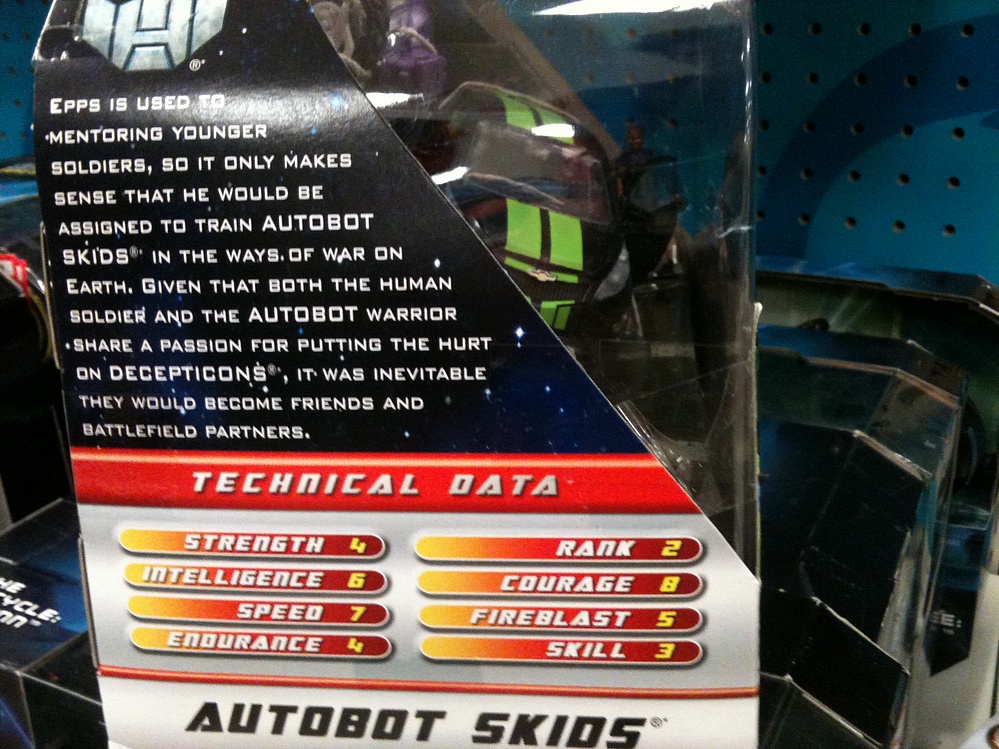 ®
EPPS IS USED TO
MENTORING YOUNGER
SOLDIERS, SO IT ONLY MAKES
SENSE THAT HE WOULD BE
ASSIGNED TO TRAIN AUTOBOT
SKIDS® IN THE WAYS OF WAR ON
EARTH. GIVEN THAT BOTH THE HUMAN
SOLDIER AND THE AUTOBOT WARRIOR
SHARE A PASSION FOR PUTTING THE HURT
ON DECEPTICONS®, IT WAS INEVITABLE
THEY WOULD BECOME FRIENDS AND
BATTLEFIELD PARTNERS.
TECHNICAL DATA
STRENGTH 4
INTELLIGENCE 6
SPEED 7
ENDURANCE 4
RANK 2
COURAGE 8
FIREBLAST 5
SKILL 3
AUTOBOT SKIDS®